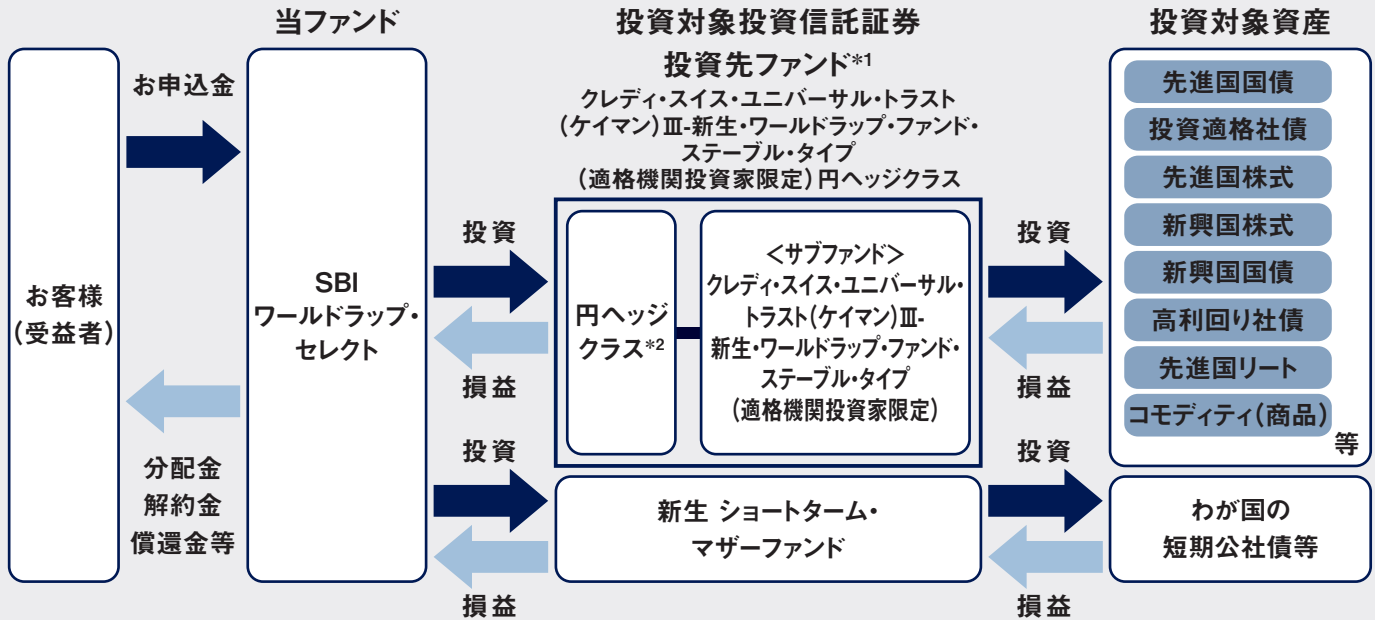 当ファンド
投資対象投資信託証券
投資対象資産
お客様
(受益者)
お申込金
分配金
解約金
償還金等
SBI
ワールドラップ・
セレクト
投資
損益
投資
損益
投資先ファンド*1
クレディ・スイス・ユニバーサル・トラスト
(ケイマン)Ⅲ-新生・ワールドラップ・ファンド・
ステーブル・タイプ
(適格機関投資家限定)円ヘッジクラス
円ヘッジ
クラス*2
<サブファンド>
クレディ・スイス・ユニバーサル・
トラスト(ケイマン)Ⅲ-
新生・ワールドラップ・ファンド・
ステーブル・タイプ
(適格機関投資家限定)
新生 ショートターム・
マザーファンド
投資
損益
投資
損益
先進国国債
投資適格社債
先進国株式
新興国株式
新興国国債
高利回り社債
先進国リート
コモディティ(商品)
等
わが国の
短期公社債等